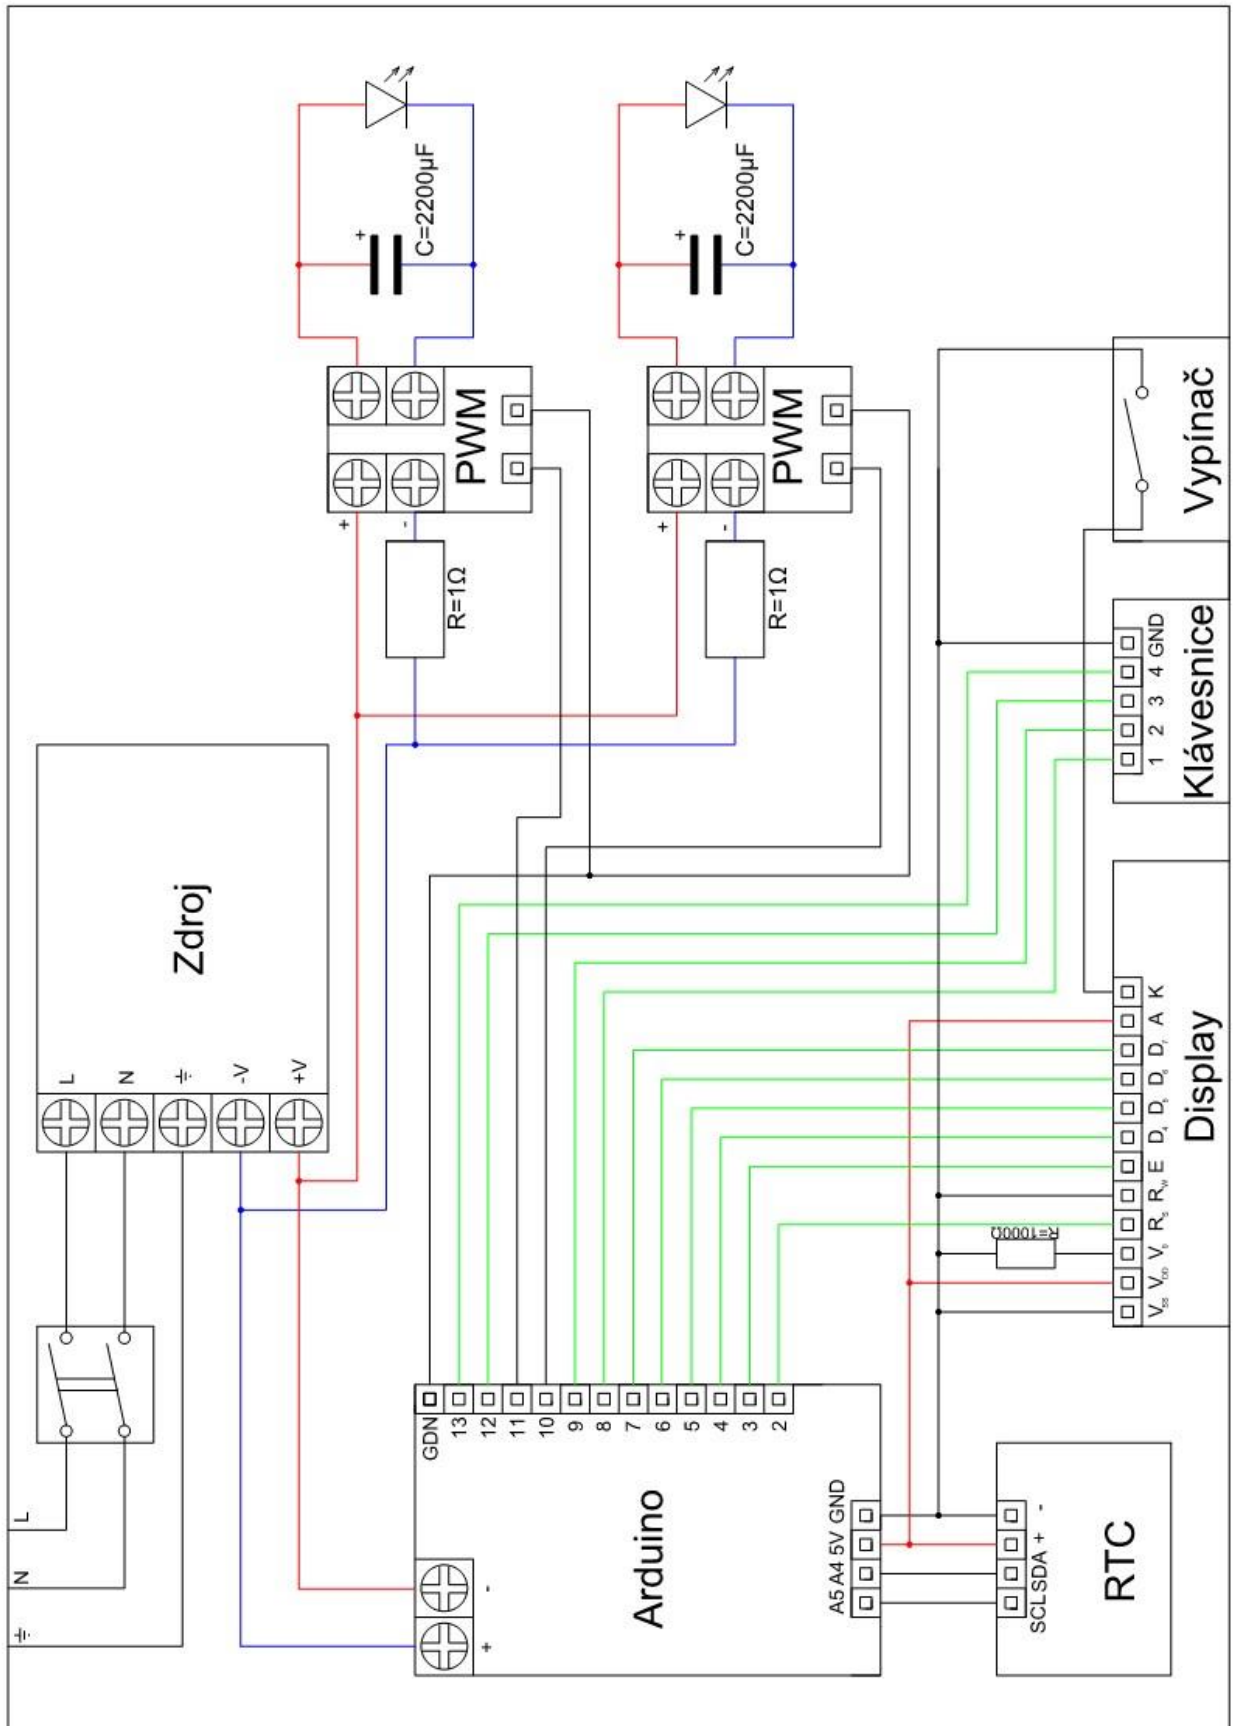 C=2200µF
+
PWM
+
-
R=1Ω
C=2200µF
+
PWM
+
-
R=1Ω
Zdroj
L
N
-V
+V
L
N
Vypínač
Klávesnice
GND
4
3
2
1
Display
K
A
D7
D6
D5
D4
E
RW
RS
V0
VDD
VSS
R=1000Ω
Arduino
GDN
13
12
11
10
9
8
7
6
5
4
3
2
-
+
A5 A4 5V GND
RTC
SCL SDA + -